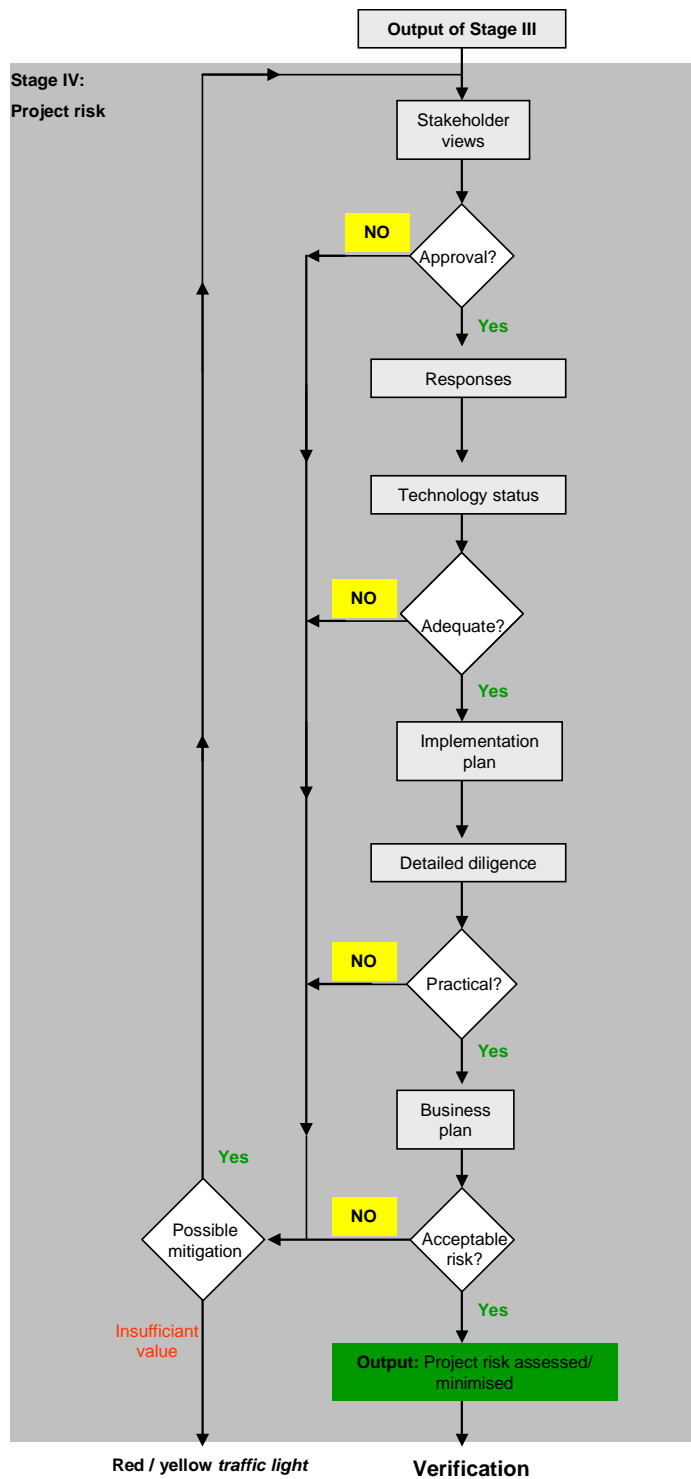 Output of Stage III
Stage IV:
Project risk
Stakeholder
views
NO
Approval?
Yes
Responses
Technology status
NO
Adequate?
Yes
Implementation
plan
Detailed diligence
NO
Practical?
Yes
Business
plan
Yes
NO
Possible
mitigation
Acceptable
risk?
Insufficiant
value
Yes
Output: Project risk assessed/
minimised
Red / yellow traffic light
Verification